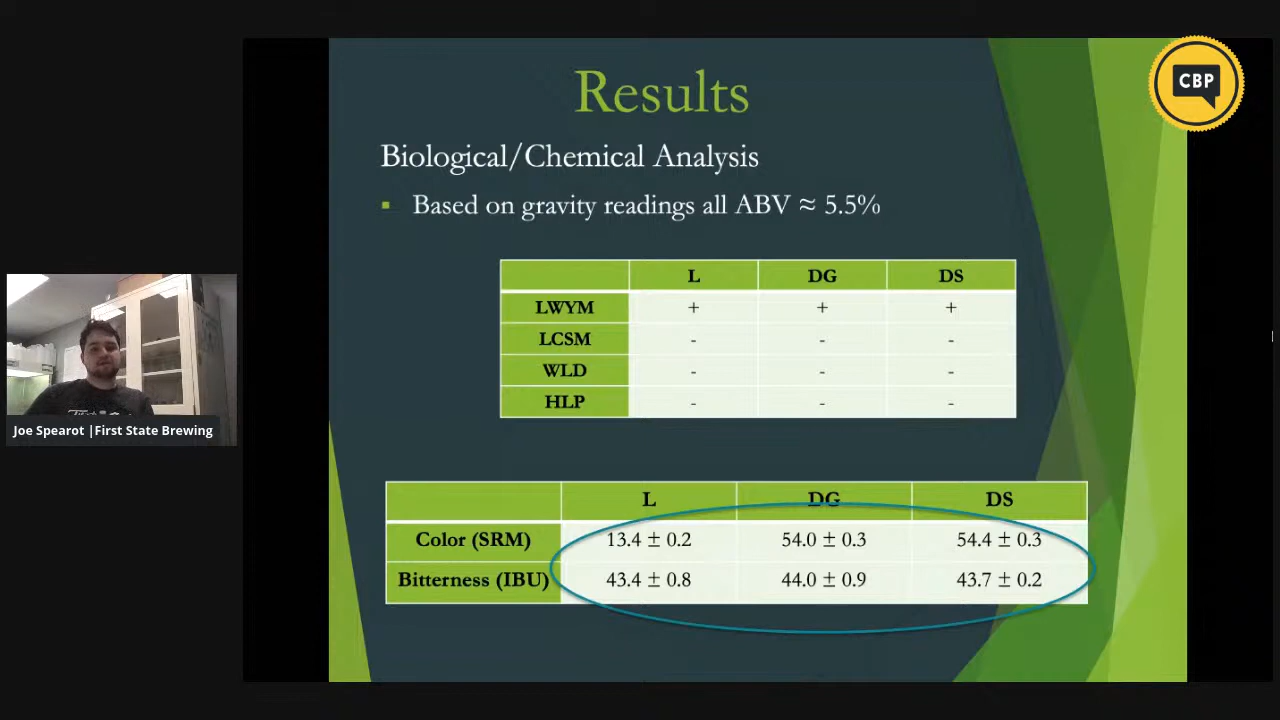 CBP
Results
Biological/Chemical Analysis
Based on gravity readings all ABV ≈ 5.5%
L DG DS
LWYM + + +
LCSM - - -
WLD - - -
HLP - - -
L DG DS
Color (SRM) 13.4 ± 0.2 54.0 ± 0.3 54.4 ± 0.3
Bitterness (IBU) 43.4 ± 0.8 44.0 ± 0.9 43.7 ± 0.2
Joe Spearot |First State Brewing